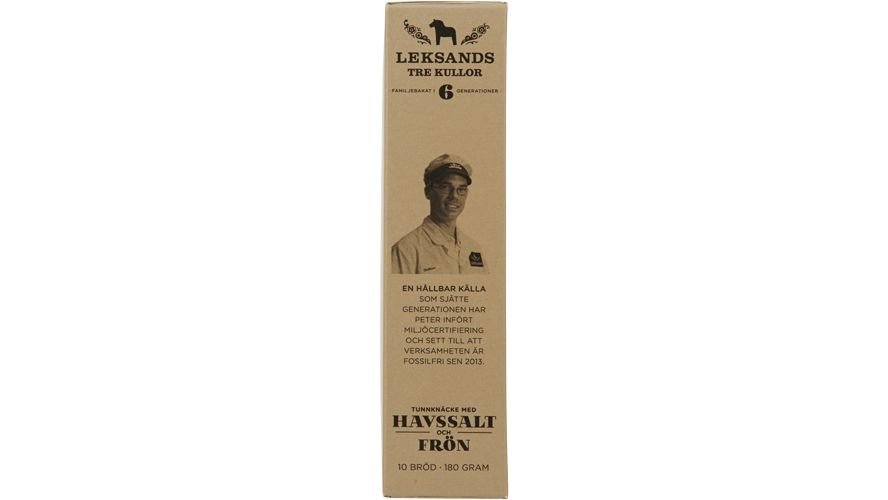 LEKSANDS
TRE KULLOR
FAMILJEBAKAT I 6 GENERATIONER
EN HÅLLBAR KÄLLA
SOM SJÄTTE
GENERATIONEN HAR
PETER INFÖRT
MILJÖCERTIFIERING
OCH SETT TILL ATT
VERKSAMHETEN ÄR
FOSSILFRI SEN 2013.
TUNNKNÄCKE MED
HAVSSALT
OCH
FRÖN
10 BRÖD · 180 GRAM